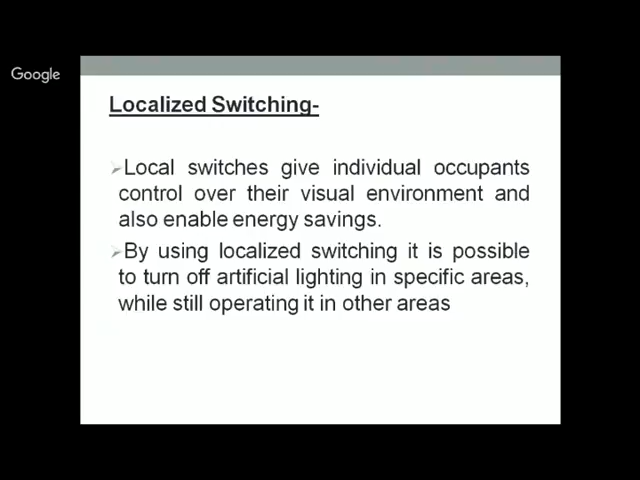 Google
Localized Switching-
➢Local switches give individual occupants
control over their visual environment and
also enable energy savings.
➢By using localized switching it is possible
to turn off artificial lighting in specific areas,
while still operating it in other areas